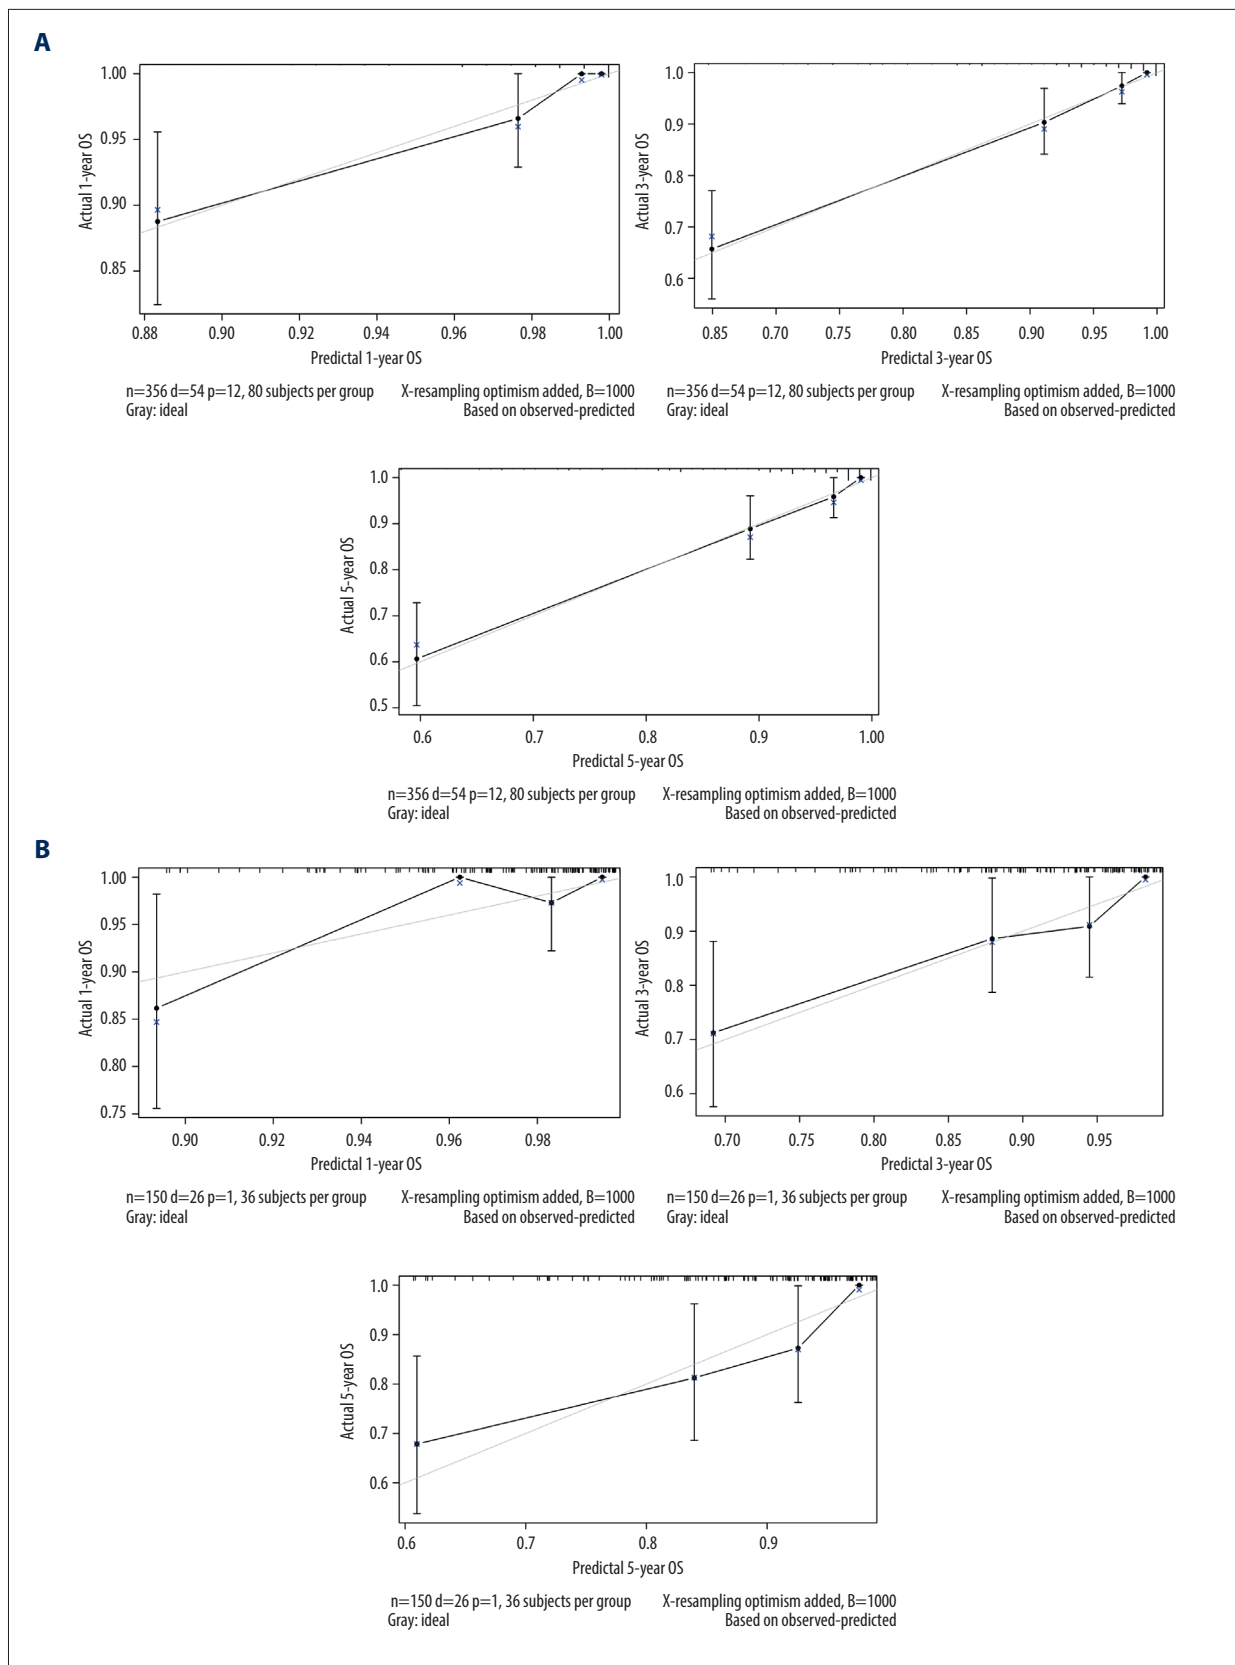 A
1.00
0.95
0.90
0.85
Actual 1-year OS
0.88 0.90 0.92 0.94 0.96 0.98 1.00
Predictal 1-year OS
n=356 d=54 p=12, 80 subjects per group X-resampling optimism added, B=1000
Gray: ideal Based on observed-predicted
1.0
0.9
0.8
0.7
0.6
Actual 3-year OS
0.85 0.70 0.75 0.80 0.85 0.90 0.95 1.00
Predictal 3-year OS
n=356 d=54 p=12, 80 subjects per group X-resampling optimism added, B=1000
Gray: ideal Based on observed-predicted
1.0
0.9
0.8
0.7
0.6
0.5
Actual 5-year OS
0.6 0.7 0.8 0.9 1.00
Predictal 5-year OS
n=356 d=54 p=12, 80 subjects per group X-resampling optimism added, B=1000
Gray: ideal Based on observed-predicted
B
1.00
0.95
0.90
0.85
0.80
0.75
Actual 1-year OS
0.90 0.92 0.94 0.96 0.98
Predictal 1-year OS
n=150 d=26 p=1, 36 subjects per group X-resampling optimism added, B=1000
Gray: ideal Based on observed-predicted
1.0
0.9
0.8
0.7
0.6
Actual 3-year OS
0.70 0.75 0.80 0.85 0.90 0.95
Predictal 3-year OS
n=150 d=26 p=1, 36 subjects per group X-resampling optimism added, B=1000
Gray: ideal Based on observed-predicted
1.0
0.9
0.8
0.7
0.6
Actual 5-year OS
0.6 0.7 0.8 0.9
Predictal 5-year OS
n=150 d=26 p=1, 36 subjects per group X-resampling optimism added, B=1000
Gray: ideal Based on observed-predicted